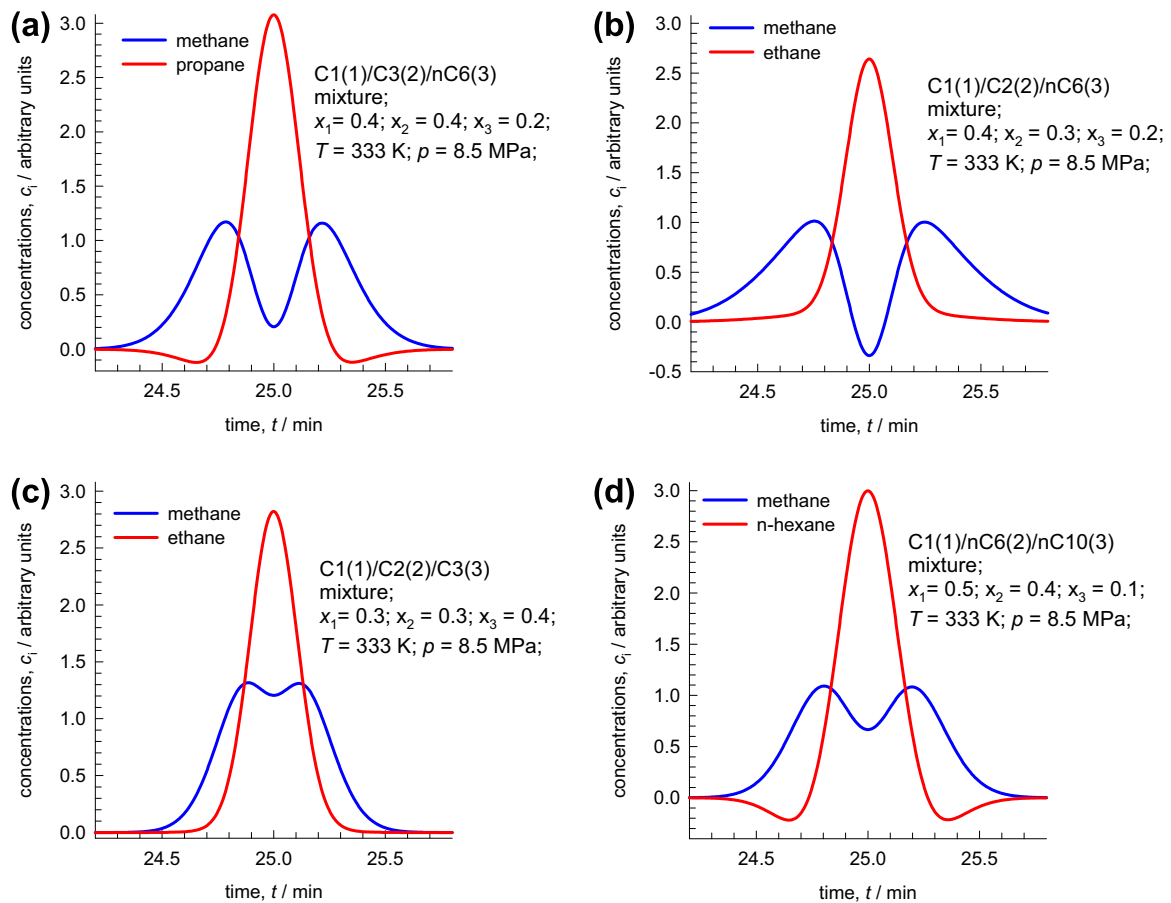 (a)
concentrations, cᵢ / arbitrary units
3.0
2.5
2.0
1.5
1.0
0.5
0.0
methane
propane
C1(1)/C3(2)/nC6(3)
mixture;
x₁= 0.4; x₂ = 0.4; x₃ = 0.2;
T = 333 K; p = 8.5 MPa;
24.5
25.0
25.5
time, t / min
(b)
concentrations, cᵢ / arbitrary units
3.0
2.5
2.0
1.5
1.0
0.5
0.0
-0.5
methane
ethane
C1(1)/C2(2)/nC6(3)
mixture;
x₁= 0.4; x₂ = 0.3; x₃ = 0.2;
T = 333 K; p = 8.5 MPa;
24.5
25.0
25.5
time, t / min
(c)
concentrations, cᵢ / arbitrary units
3.0
2.5
2.0
1.5
1.0
0.5
0.0
methane
ethane
C1(1)/C2(2)/C3(3)
mixture;
x₁= 0.3; x₂ = 0.3; x₃ = 0.4;
T = 333 K; p = 8.5 MPa;
24.5
25.0
25.5
time, t / min
(d)
concentrations, cᵢ / arbitrary units
3.0
2.5
2.0
1.5
1.0
0.5
0.0
methane
n-hexane
C1(1)/nC6(2)/nC10(3)
mixture;
x₁= 0.5; x₂ = 0.4; x₃ = 0.1;
T = 333 K; p = 8.5 MPa;
24.5
25.0
25.5
time, t / min